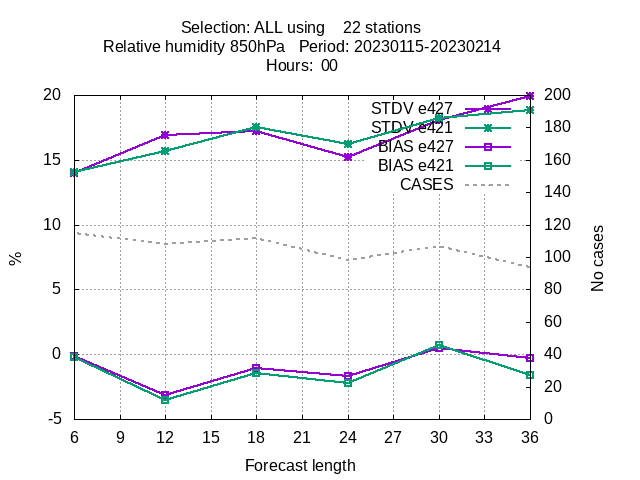 Selection: ALL using    22 stations
Relative humidity 850hPa   Period: 20230115-20230214
Hours:  00
20 200
STDV e427
STDV e421 180
BIAS e427
15 160
BIAS e421
CASES
140
10 120
%
No cases
100
5 80
60
0 40
20
-5 0
6 9 12 15 18 21 24 27 30 33 36
Forecast length